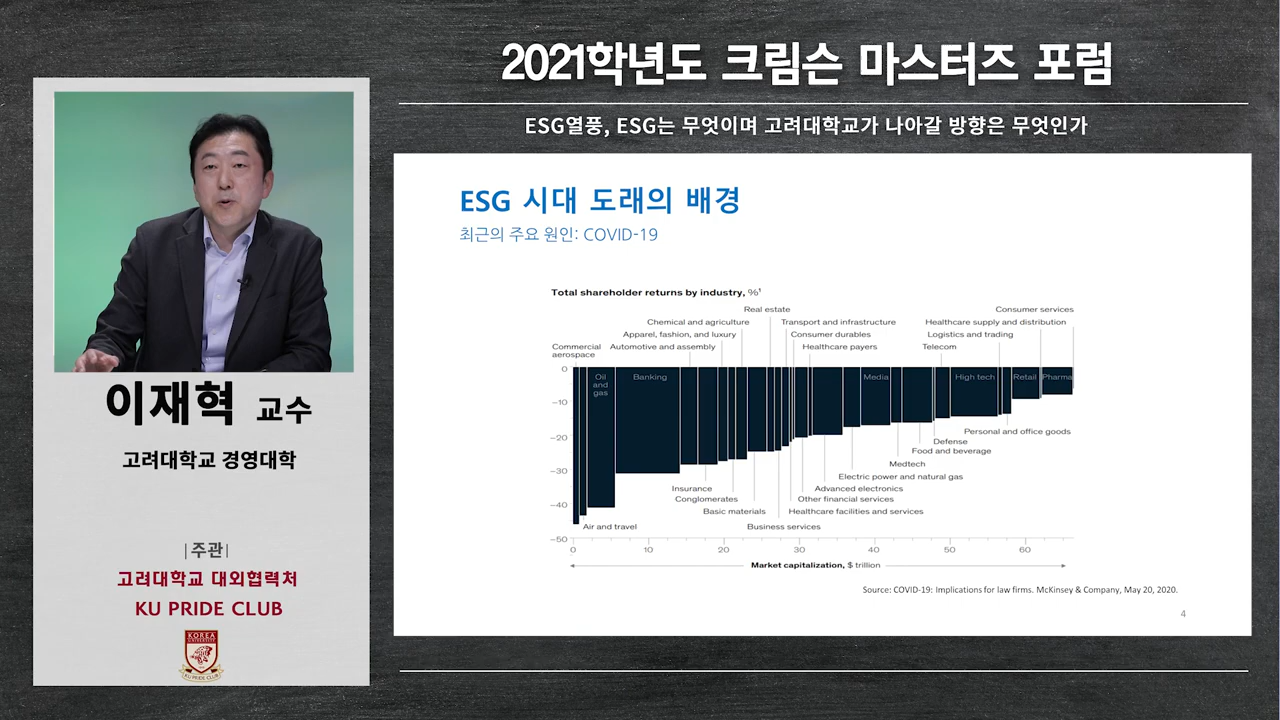 2021학년도 크림슨 마스터즈 포럼
ESG열풍, ESG는 무엇이며 고려대학교가 나아갈 방향은 무엇인가
이재혁 교수
고려대학교 경영대학
|주관|
고려대학교 대외협력처
KU PRIDE CLUB
KOREA
UNIVERSITY
KU PRIDE CLUB
ESG 시대 도래의 배경
최근의 주요 원인: COVID-19
Total shareholder returns by industry, %¹
Real estate
Consumer services
Chemical and agriculture
Transport and infrastructure
Healthcare supply and distribution
Apparel, fashion, and luxury
Consumer durables
Logistics and trading
Commercial
aerospace
Automotive and assembly
Healthcare payers
Telecom
0
Oil
and
gas
Banking
Media
High tech
Retail
Pharma
−10
−20
−30
−40
−50
Personal and office goods
Defense
Food and beverage
Medtech
Electric power and natural gas
Insurance
Advanced electronics
Conglomerates
Other financial services
Basic materials
Healthcare facilities and services
Air and travel
Business services
0 10 20 30 40 50 60
Market capitalization, $ trillion
Source: COVID-19: Implications for law firms. McKinsey & Company, May 20, 2020.
4